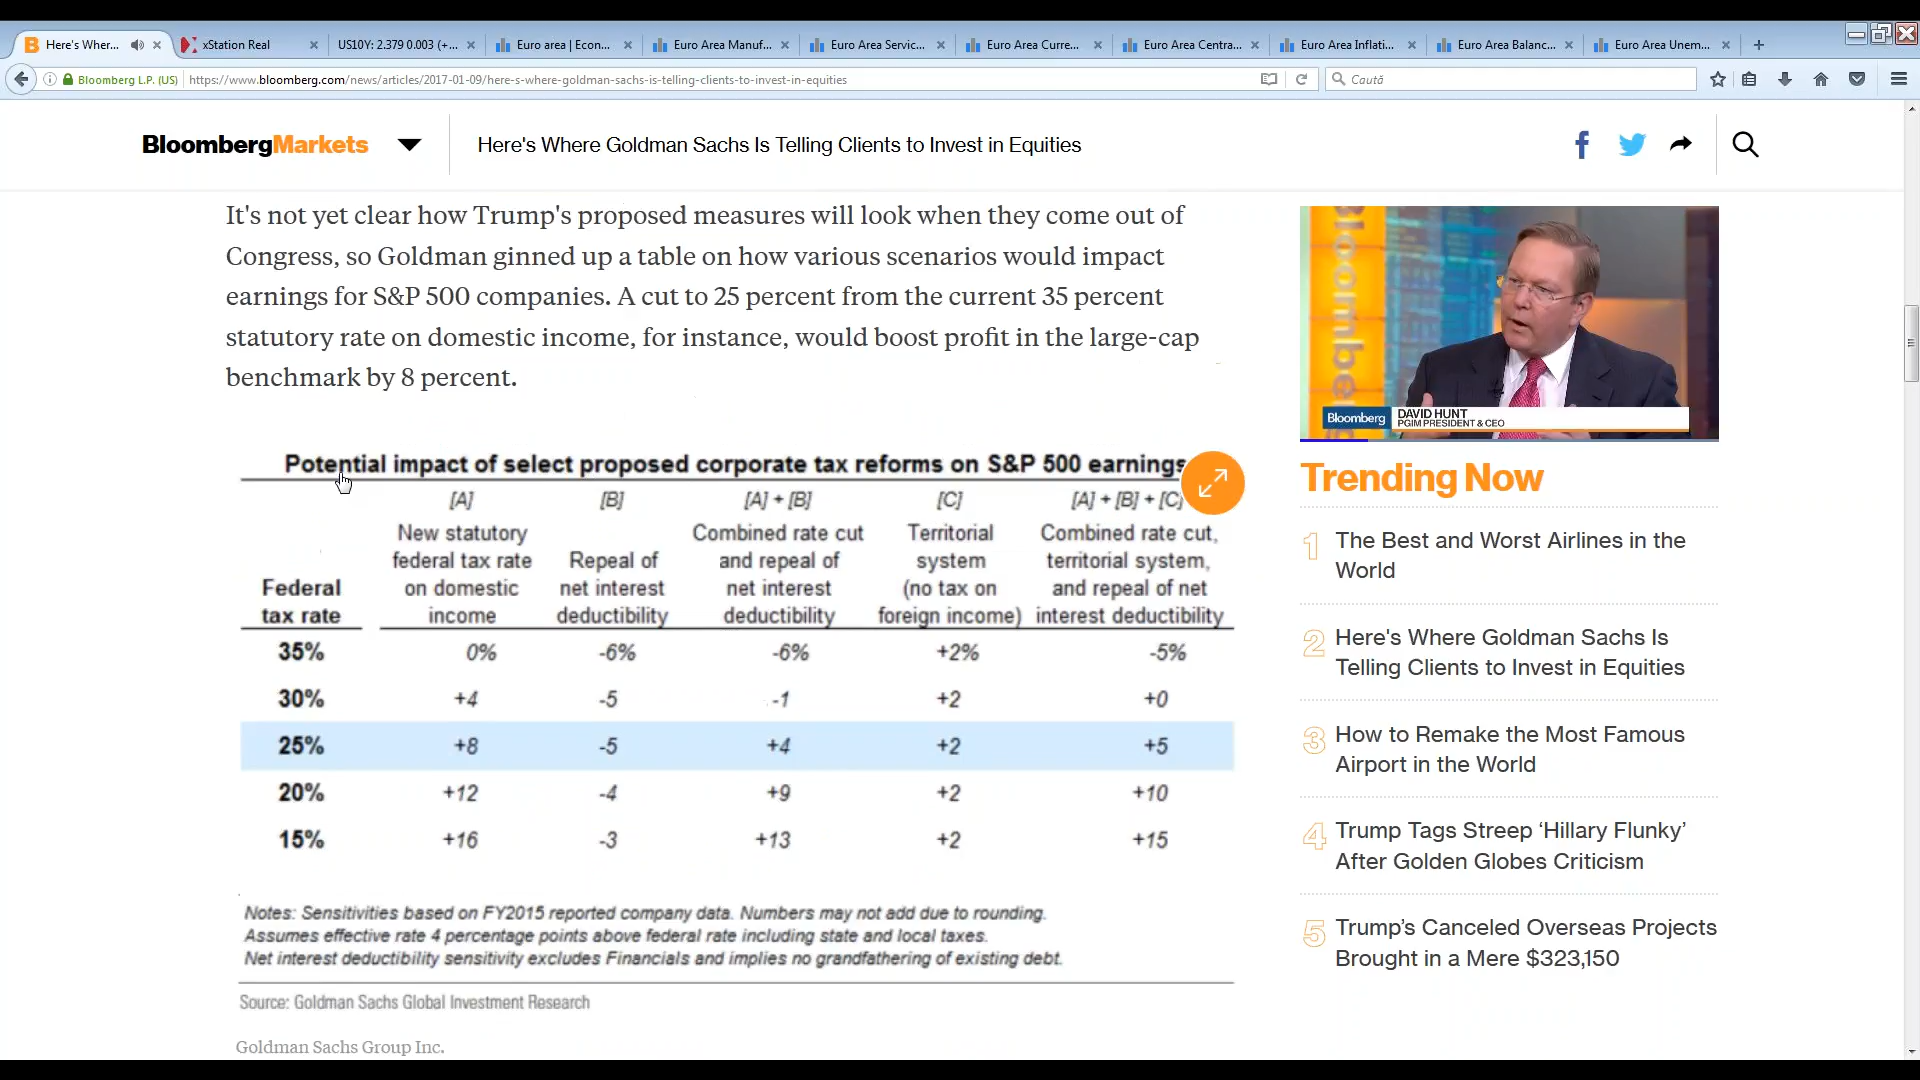 Here's Wher...
xStation Real
US10Y: 2.379 0.003 (+...
Euro area | Econ...
Euro Area Manuf...
Euro Area Servic...
Euro Area Curre...
Euro Area Centra...
Euro Area Inflati...
Euro Area Balanc...
Euro Area Unem...
Bloomberg L.P. (US)
https://www.bloomberg.com/news/articles/2017-01-09/here-s-where-goldman-sachs-is-telling-clients-to-invest-in-equities
Caută
BloombergMarkets
Here's Where Goldman Sachs Is Telling Clients to Invest in Equities
It's not yet clear how Trump's proposed measures will look when they come out of
Congress, so Goldman ginned up a table on how various scenarios would impact
earnings for S&P 500 companies. A cut to 25 percent from the current 35 percent
statutory rate on domestic income, for instance, would boost profit in the large-cap
benchmark by 8 percent.
Potential impact of select proposed corporate tax reforms on S&P 500 earnings
[A] [B] [A] + [B] [C] [A] + [B] + [C]
New statutory Combined rate cut Territorial Combined rate cut,
federal tax rate Repeal of and repeal of system territorial system,
Federal on domestic net interest net interest (no tax on and repeal of net
tax rate income deductibility deductibility foreign income) interest deductibility
35% 0% -6% -6% +2% -5%
30% +4 -5 -1 +2 +0
25% +8 -5 +4 +2 +5
20% +12 -4 +9 +2 +10
15% +16 -3 +13 +2 +15
Notes: Sensitivities based on FY2015 reported company data. Numbers may not add due to rounding.
Assumes effective rate 4 percentage points above federal rate including state and local taxes.
Net interest deductibility sensitivity excludes Financials and implies no grandfathering of existing debt.
Source: Goldman Sachs Global Investment Research
Goldman Sachs Group Inc.
Bloomberg
Bloomberg
DAVID HUNT
PGIM PRESIDENT & CEO
Trending Now
1 The Best and Worst Airlines in the
World
2 Here's Where Goldman Sachs Is
Telling Clients to Invest in Equities
3 How to Remake the Most Famous
Airport in the World
4 Trump Tags Streep ‘Hillary Flunky’
After Golden Globes Criticism
5 Trump’s Canceled Overseas Projects
Brought in a Mere $323,150